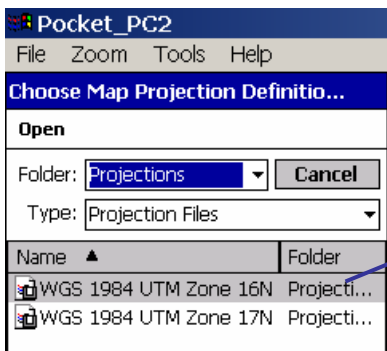 Pocket_PC2
File Zoom Tools Help
Choose Map Projection Definitio...
Open
Folder: Projections Cancel
Type: Projection Files
Name Folder
WGS 1984 UTM Zone 16N Projecti...
WGS 1984 UTM Zone 17N Projecti...